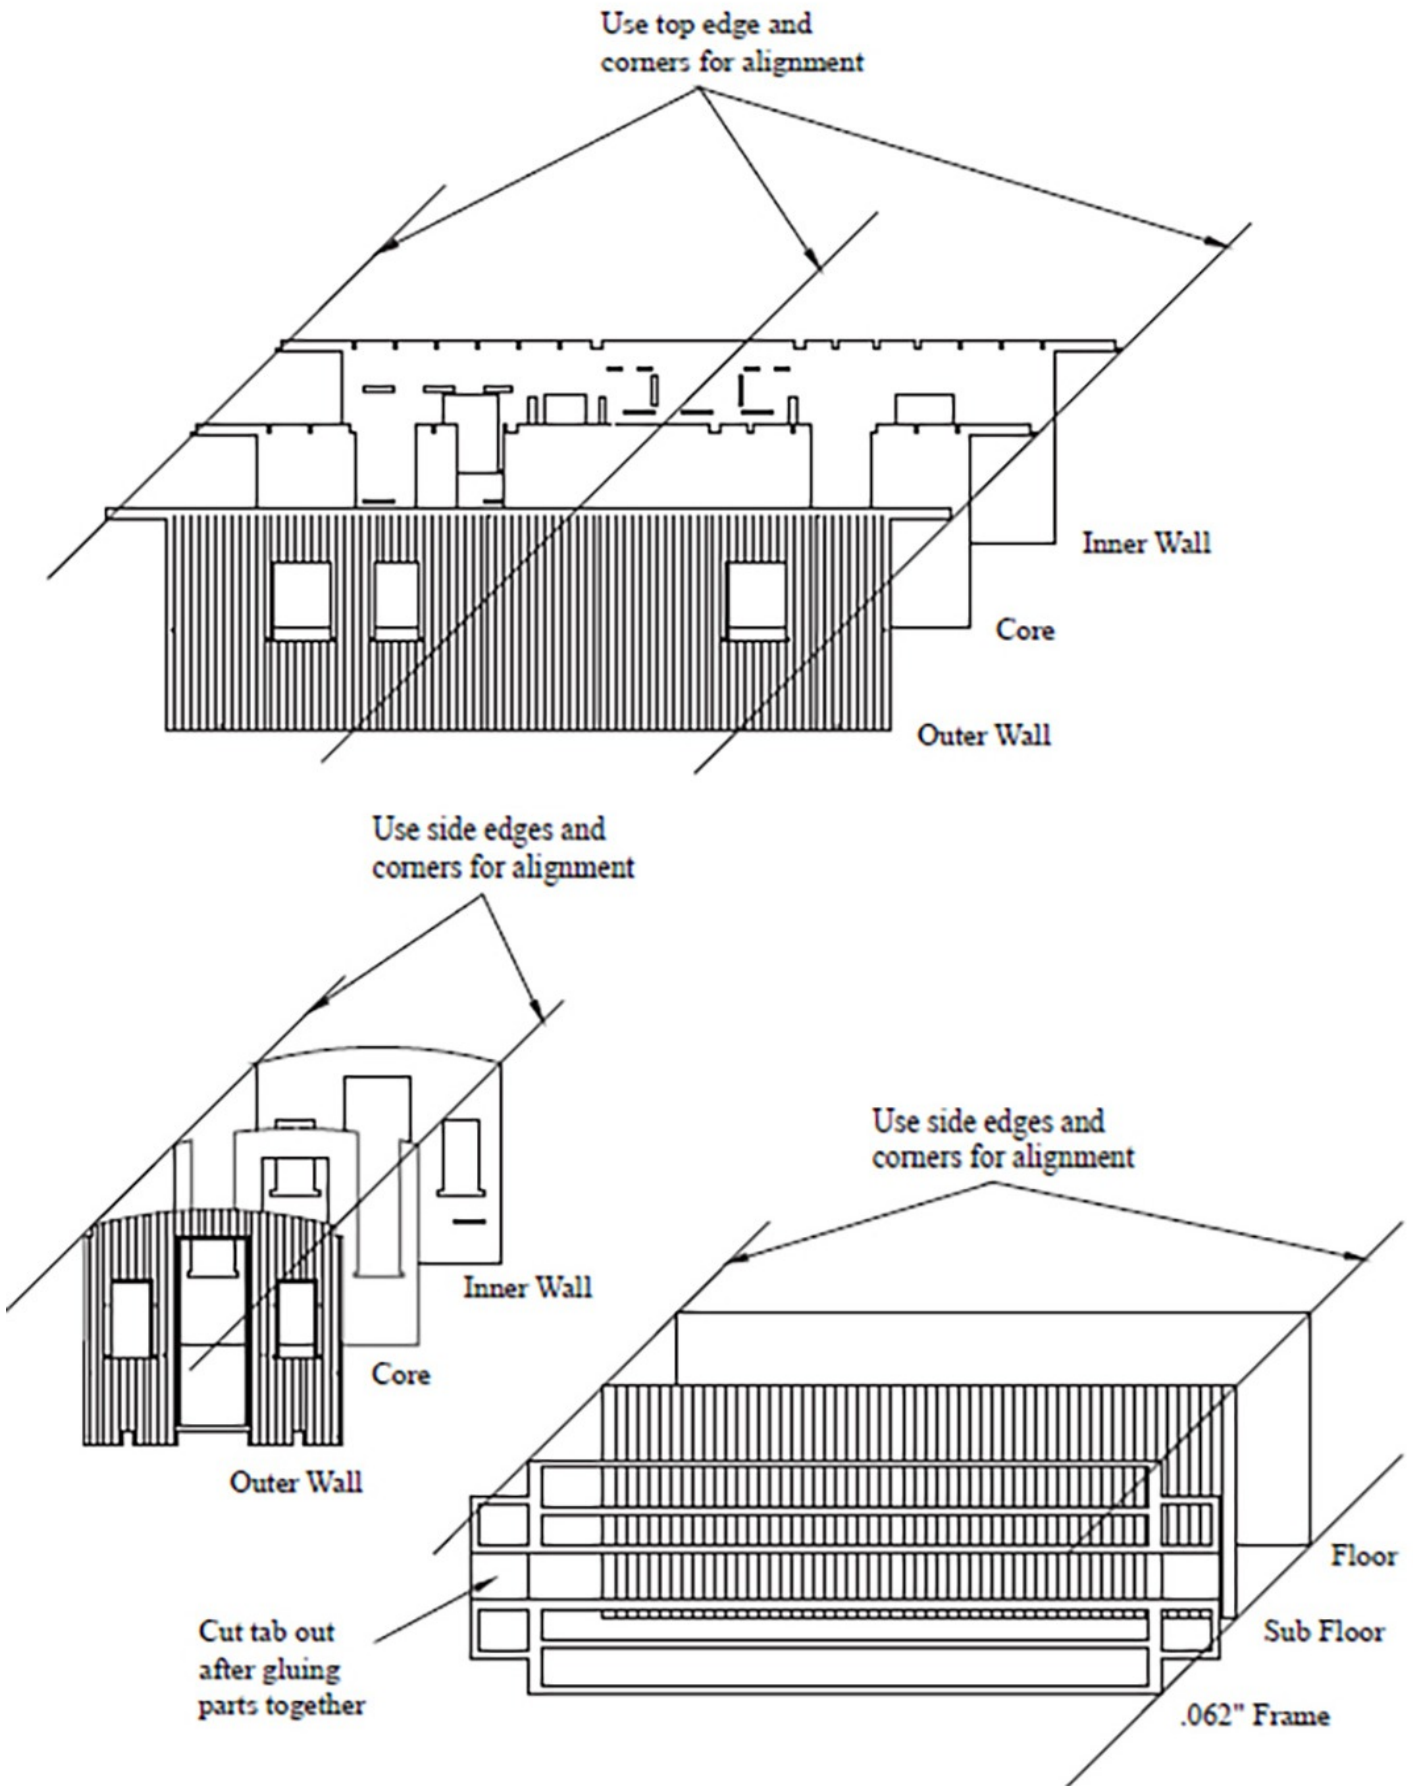 Use top edge and
corners for alignment
Inner Wall
Core
Outer Wall
Use side edges and
corners for alignment
Inner Wall
Core
Outer Wall
Use side edges and
corners for alignment
Floor
Sub Floor
.062" Frame
Cut tab out
after gluing
parts together